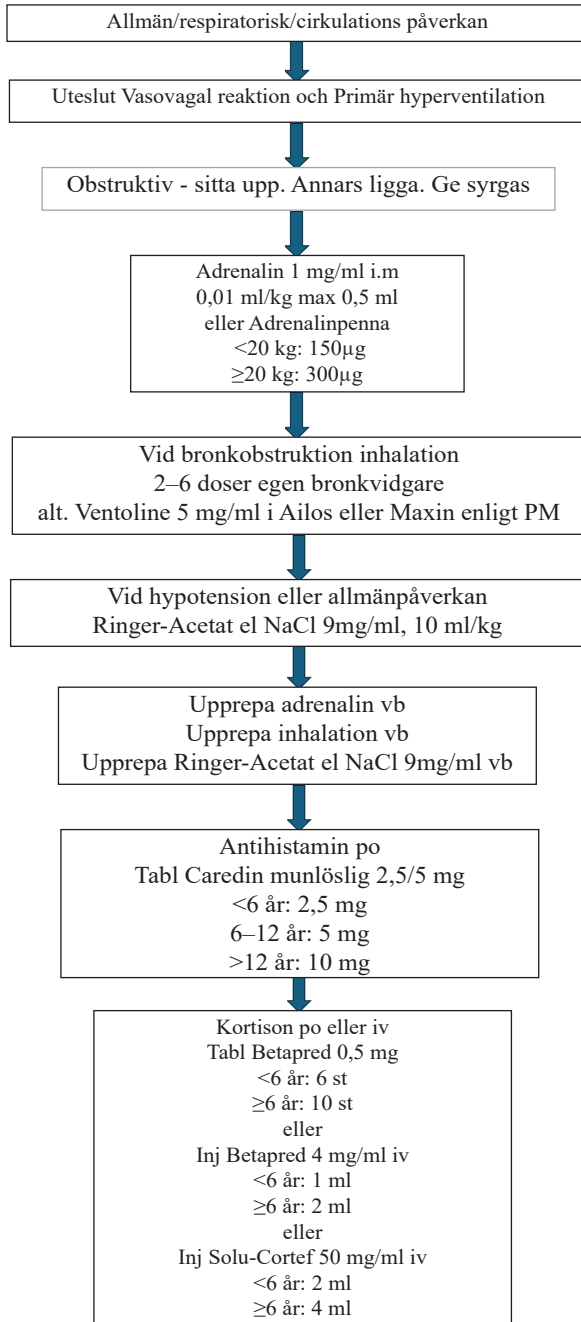 Allmän/respiratorisk/cirkulations påverkan
Uteslut Vasovagal reaktion och Primär hyperventilation
Obstruktiv - sitta upp. Annars ligga. Ge syrgas
Adrenalin 1 mg/ml i.m
0,01 ml/kg max 0,5 ml
eller Adrenalinpenna
<20 kg: 150µg
≥20 kg: 300µg
Vid bronkobstruktion inhalation
2–6 doser egen bronkvidgare
alt. Ventoline 5 mg/ml i Ailos eller Maxin enligt PM
Vid hypotension eller allmänpåverkan
Ringer-Acetat el NaCl 9mg/ml, 10 ml/kg
Upprepa adrenalin vb
Upprepa inhalation vb
Upprepa Ringer-Acetat el NaCl 9mg/ml vb
Antihistamin po
Tabl Caredin munlöslig 2,5/5 mg
<6 år: 2,5 mg
6–12 år: 5 mg
>12 år: 10 mg
Kortison po eller iv
Tabl Betapred 0,5 mg
<6 år: 6 st
≥6 år: 10 st
eller
Inj Betapred 4 mg/ml iv
<6 år: 1 ml
≥6 år: 2 ml
eller
Inj Solu-Cortef 50 mg/ml iv
<6 år: 2 ml
≥6 år: 4 ml